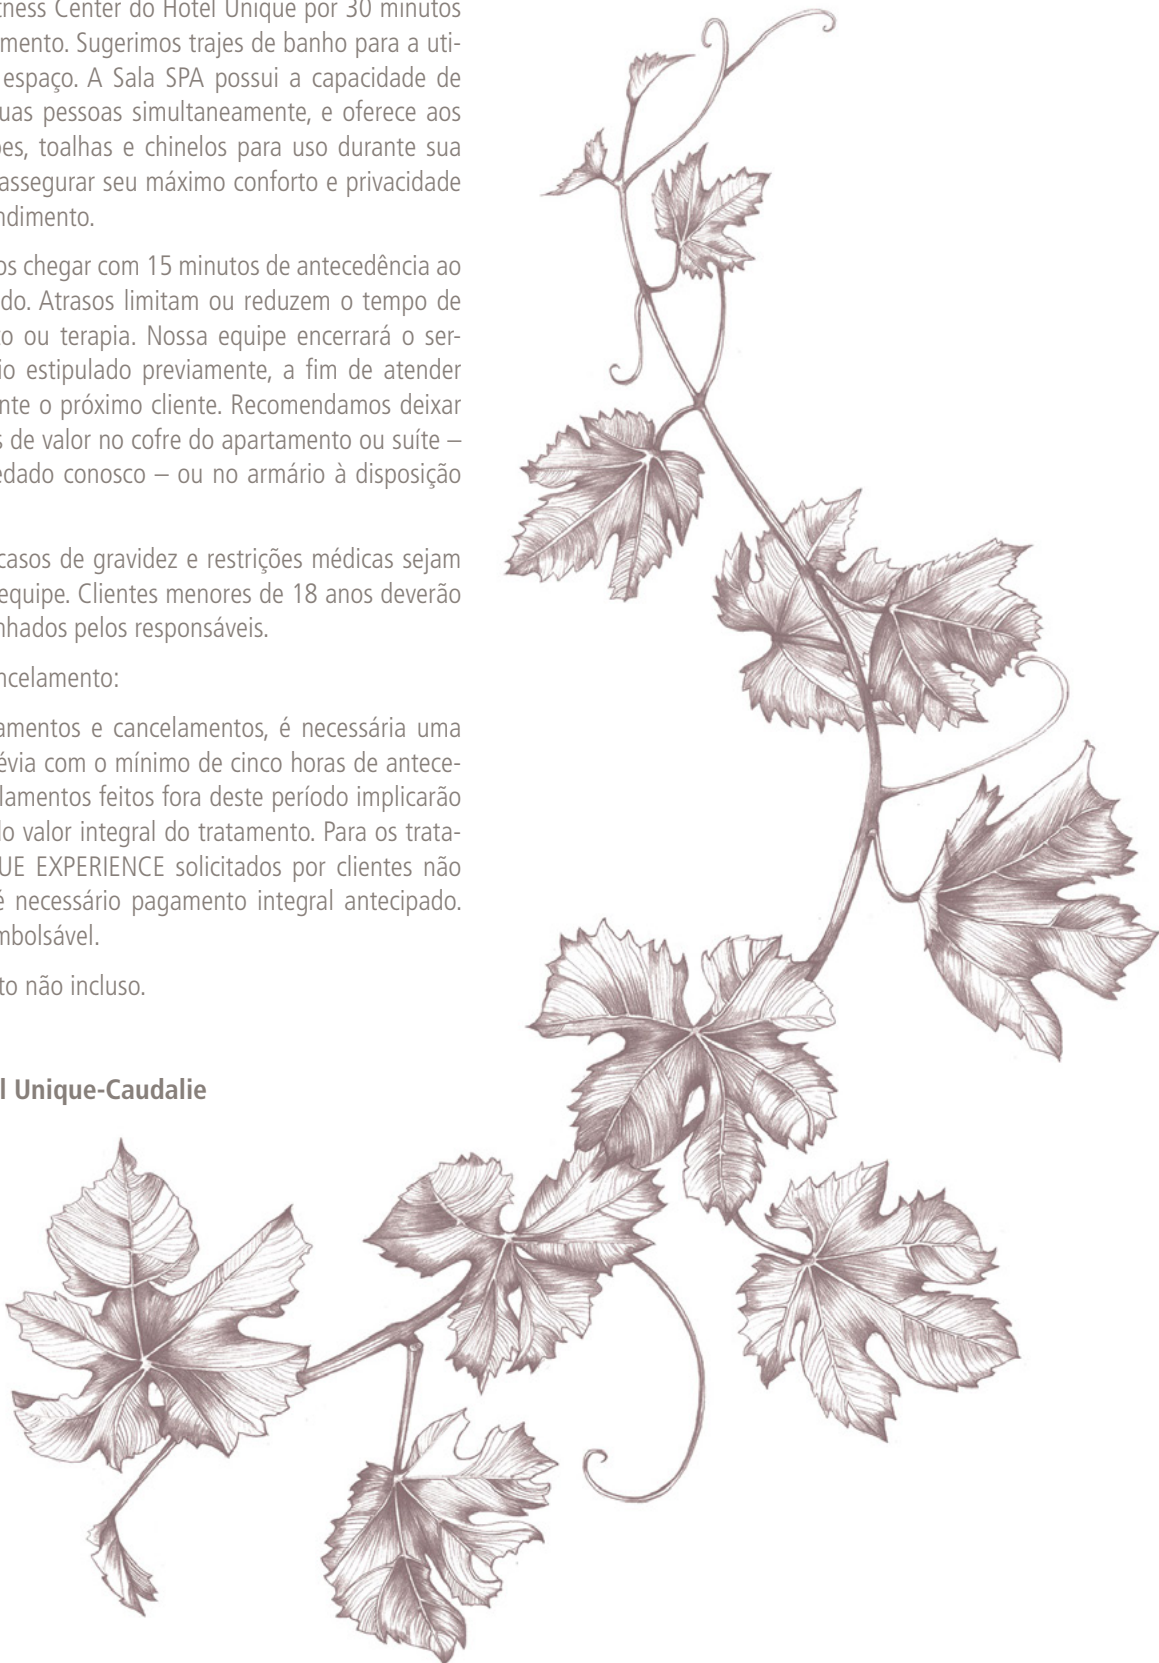 tness Center do Hotel Unique por 30 minutos
mento. Sugerimos trajes de banho para a uti-
espaço. A Sala SPA possui a capacidade de
uas pessoas simultaneamente, e oferece aos
es, toalhas e chinelos para uso durante sua
assegurar seu máximo conforto e privacidade
ndimento.
os chegar com 15 minutos de antecedência ao
do. Atrasos limitam ou reduzem o tempo de
o ou terapia. Nossa equipe encerrará o ser-
io estipulado previamente, a fim de atender
nte o próximo cliente. Recomendamos deixar
s de valor no cofre do apartamento ou suíte –
edado conosco – ou no armário à disposição
casos de gravidez e restrições médicas sejam
equipe. Clientes menores de 18 anos deverão
nhados pelos responsáveis.
ncelamento:
amentos e cancelamentos, é necessária uma
évia com o mínimo de cinco horas de antece-
lamentos feitos fora deste período implicarão
do valor integral do tratamento. Para os trata-
UE EXPERIENCE solicitados por clientes não
é necessário pagamento integral antecipado.
mbolsável.
to não incluso.
l Unique-Caudalie